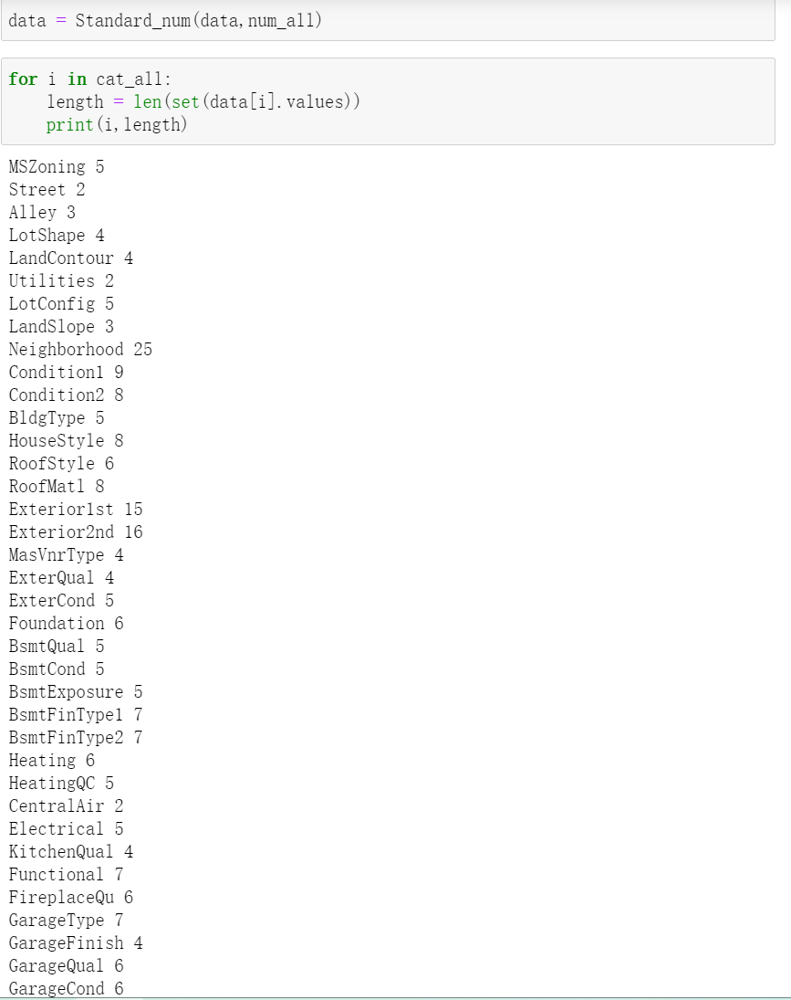 data = Standard_num(data,num_all)
for i in cat_all:
    length = len(set(data[i].values))
    print(i,length)
MSZoning 5
Street 2
Alley 3
LotShape 4
LandContour 4
Utilities 2
LotConfig 5
LandSlope 3
Neighborhood 25
Condition1 9
Condition2 8
BldgType 5
HouseStyle 8
RoofStyle 6
RoofMatl 8
Exterior1st 15
Exterior2nd 16
MasVnrType 4
ExterQual 4
ExterCond 5
Foundation 6
BsmtQual 5
BsmtCond 5
BsmtExposure 5
BsmtFinType1 7
BsmtFinType2 7
Heating 6
HeatingQC 5
CentralAir 2
Electrical 5
KitchenQual 4
Functional 7
FireplaceQu 6
GarageType 7
GarageFinish 4
GarageQual 6
GarageCond 6